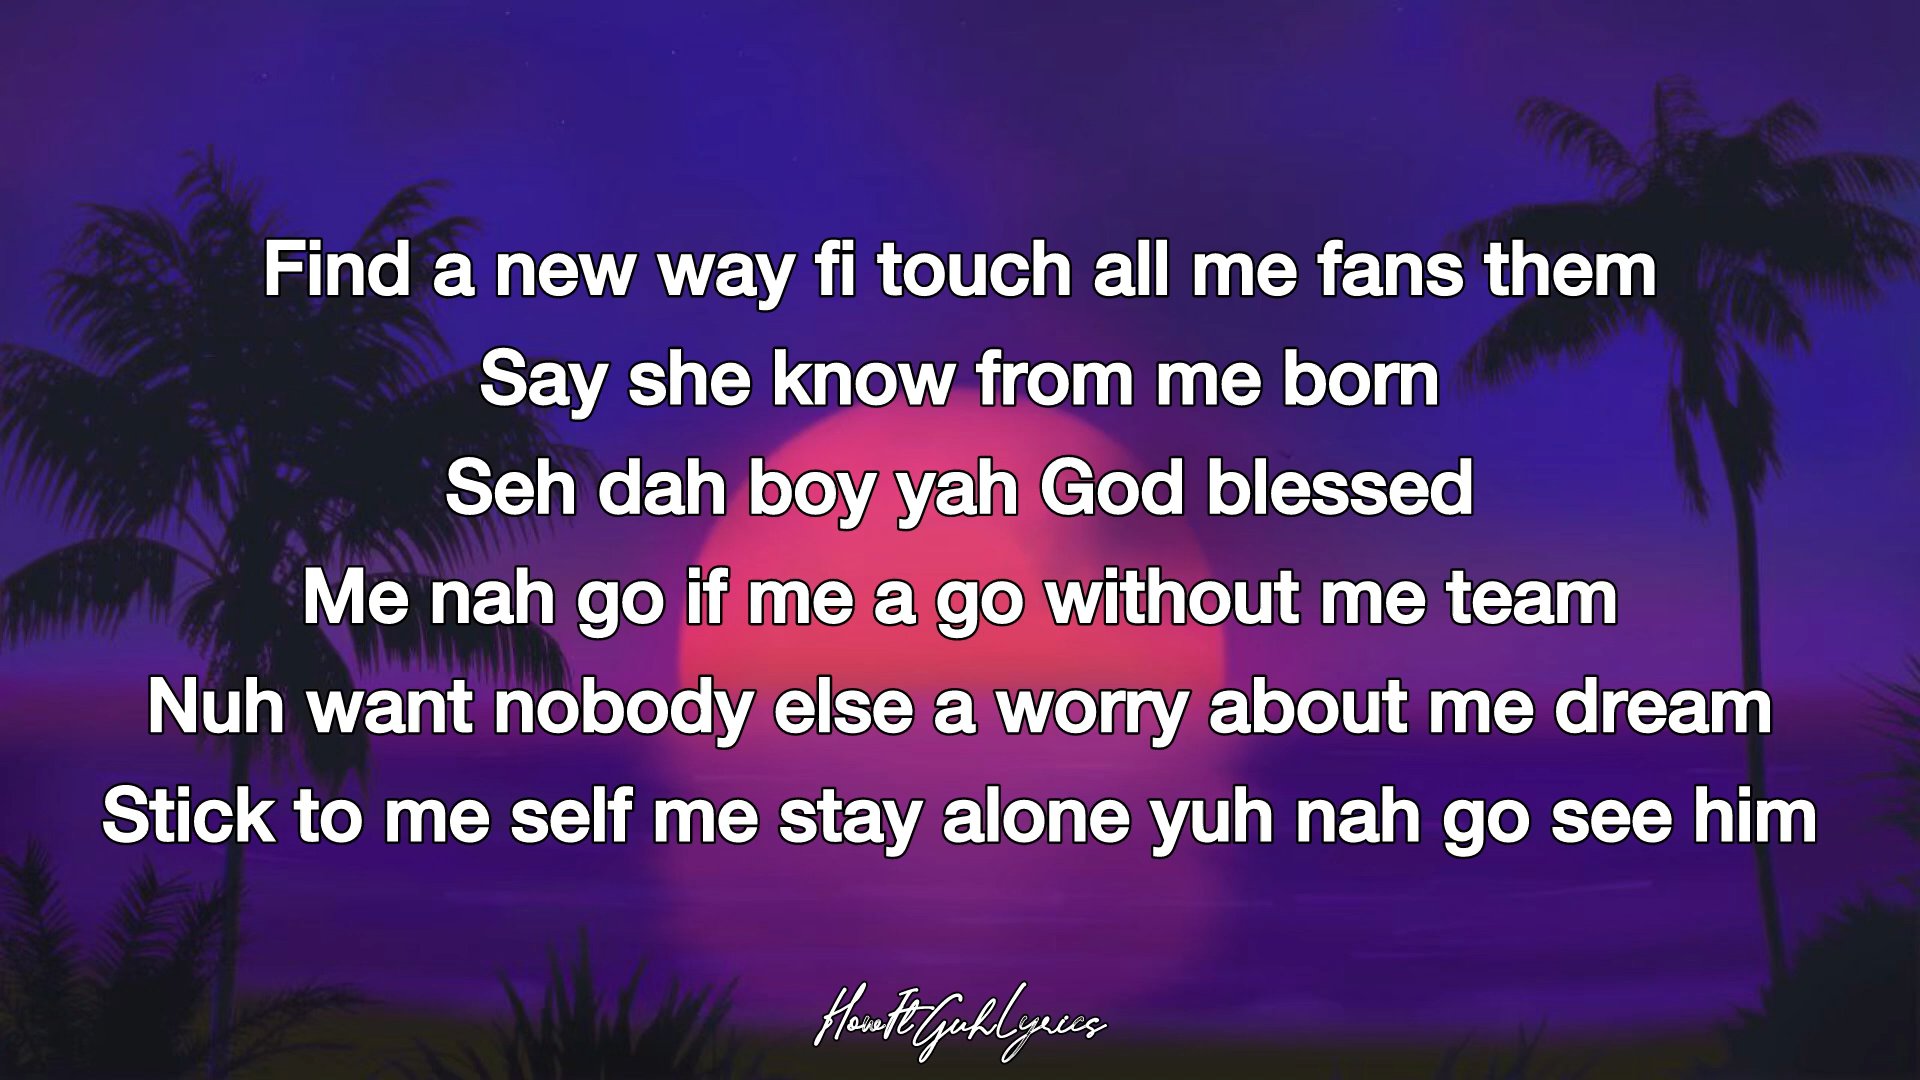 Find a new way fi touch all me fans them
Say she know from me born
Seh dah boy yah God blessed
Me nah go if me a go without me team
Nuh want nobody else a worry about me dream
Stick to me self me stay alone yuh nah go see him
HowItGuhLyrics